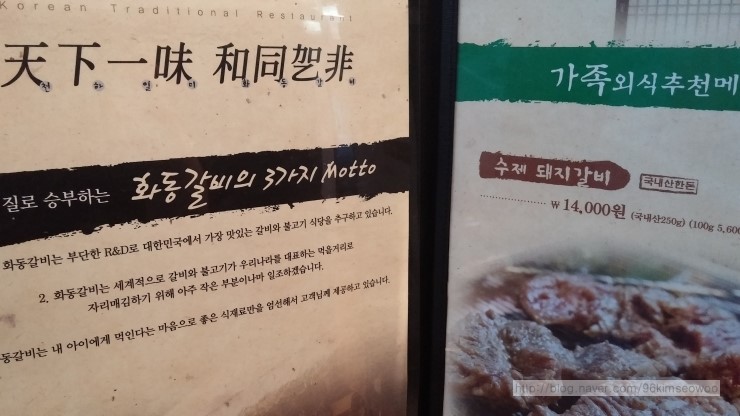 Korean Traditional Restaurant
天下一味 和同乫非
천하일미 화동갈비
질로 승부하는 화동갈비의 3가지 Motto
화동갈비는 부단한 R&D로 대한민국에서 가장 맛있는 갈비와 불고기 식당을 추구하고 있습니다.
2. 화동갈비는 세계적으로 갈비와 불고기가 우리나라를 대표하는 먹을거리로
자리매김하기 위해 아주 작은 부분이나마 일조하겠습니다.
동갈비는 내 아이에게 먹인다는 마음으로 좋은 식재료만을 엄선해서 고객님께 제공하고 있습니다.
가족외식추천메
수제 돼지갈비
국내산한돈
₩ 14,000원 (국내산250g) (100g 5,600
http://blog.naver.com/96kimseowoo